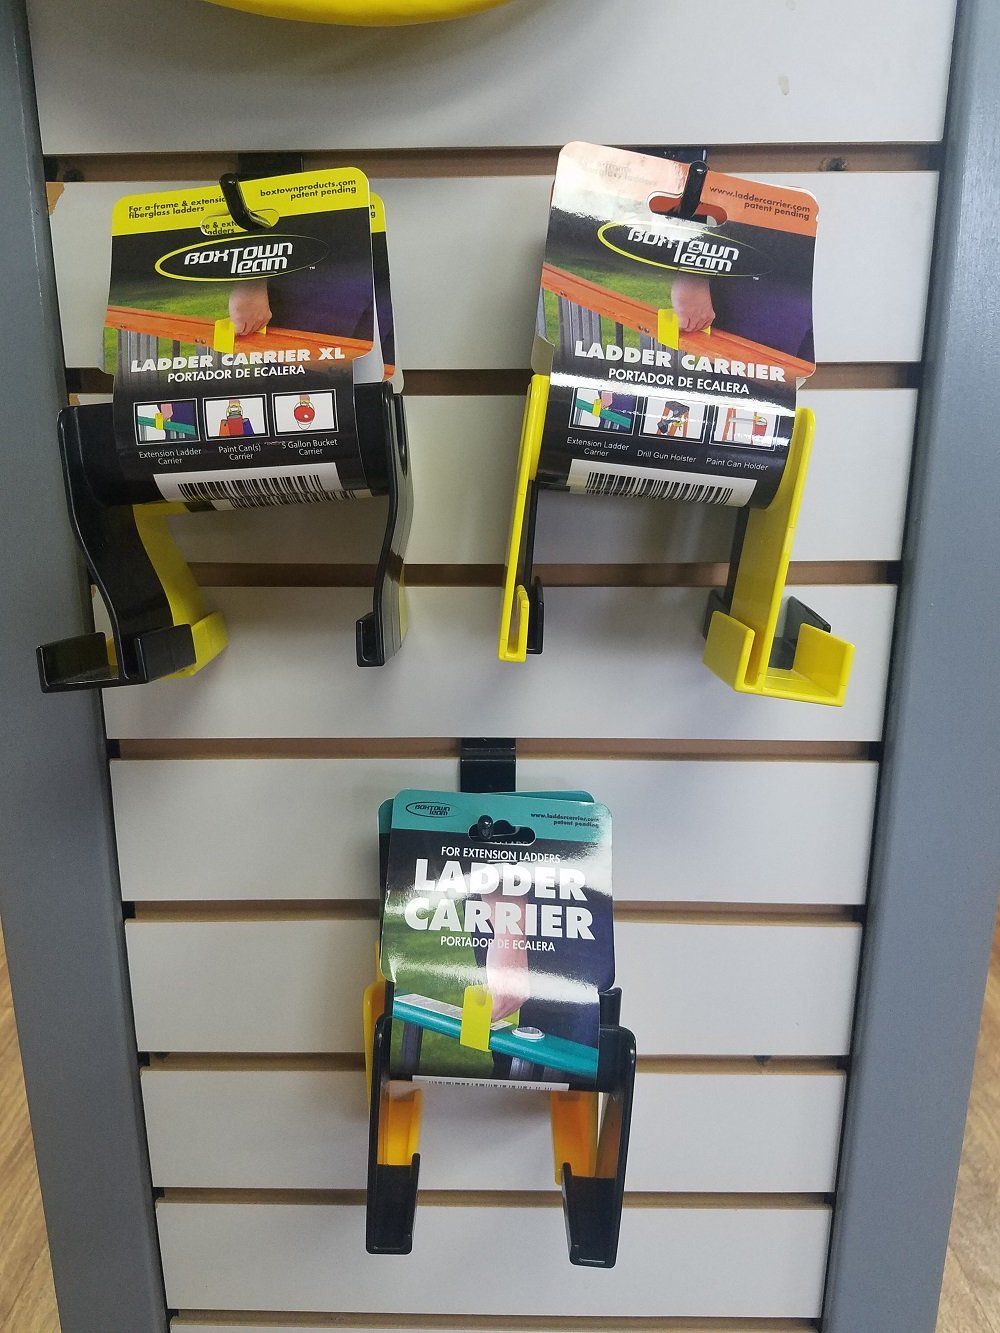 For a-frame & extension
fiberglass ladders
boxtownproducts.com
patent pending
BOXTOWN
TEAM
™
LADDER CARRIER XL
PORTADOR DE ECALERA
Extension Ladder
Carrier
Paint Can(s)
Carrier
5 Gallon Bucket
Carrier
www.laddercarrier.com
patent pending
BOXTOWN
TEAM
™
LADDER CARRIER
PORTADOR DE ECALERA
Extension Ladder
Carrier
Drill Gun Holster
Paint Can Holder
BOXTOWN
TEAM
www.laddercarrier.com
patent pending
FOR EXTENSION LADDERS
LADDER
CARRIER
PORTADOR DE ECALERA